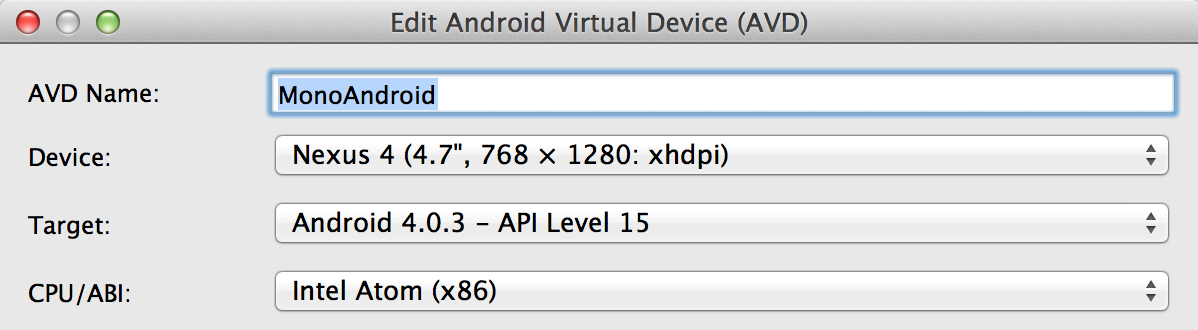 Edit Android Virtual Device (AVD)
AVD Name: MonoAndroid
Device: Nexus 4 (4.7", 768 × 1280: xhdpi)
Target: Android 4.0.3 – API Level 15
CPU/ABI: Intel Atom (x86)